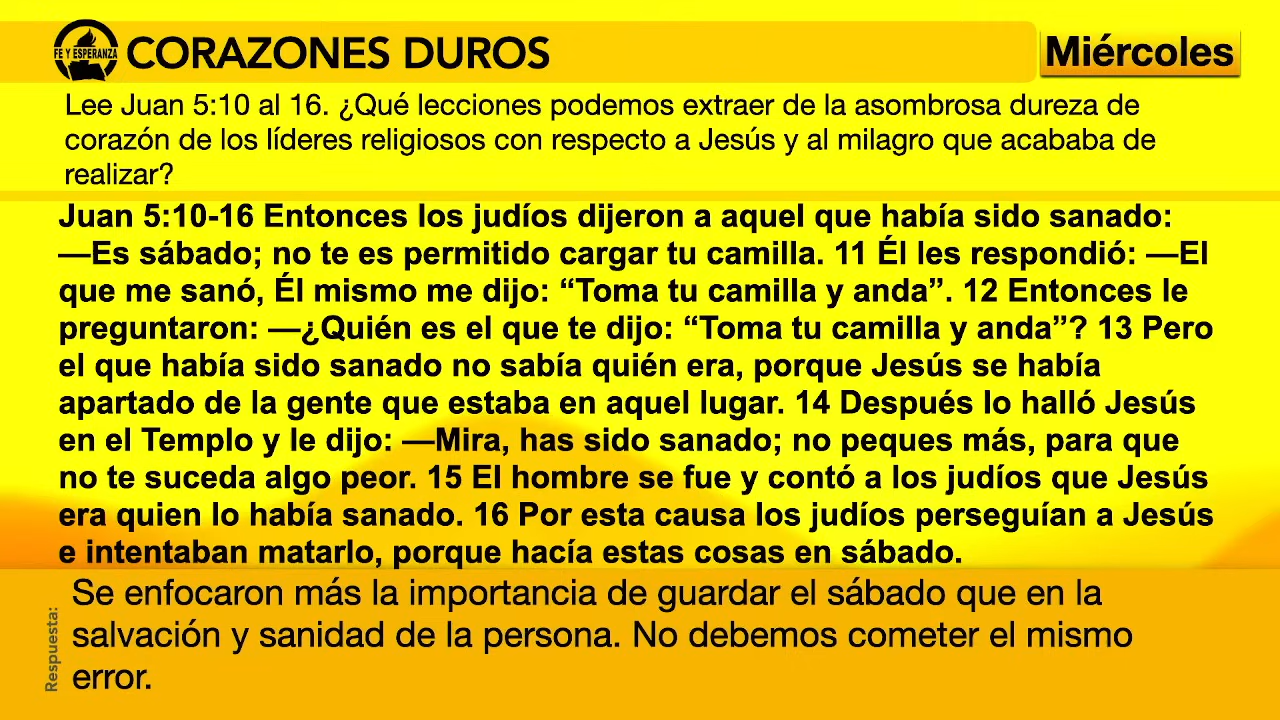 FE Y ESPERANZA
CORAZONES DUROS
Miércoles
Lee Juan 5:10 al 16. ¿Qué lecciones podemos extraer de la asombrosa dureza de
corazón de los líderes religiosos con respecto a Jesús y al milagro que acababa de
realizar?
Juan 5:10-16 Entonces los judíos dijeron a aquel que había sido sanado:
—Es sábado; no te es permitido cargar tu camilla. 11 Él les respondió: —El
que me sanó, Él mismo me dijo: “Toma tu camilla y anda”. 12 Entonces le
preguntaron: —¿Quién es el que te dijo: “Toma tu camilla y anda”? 13 Pero
el que había sido sanado no sabía quién era, porque Jesús se había
apartado de la gente que estaba en aquel lugar. 14 Después lo halló Jesús
en el Templo y le dijo: —Mira, has sido sanado; no peques más, para que
no te suceda algo peor. 15 El hombre se fue y contó a los judíos que Jesús
era quien lo había sanado. 16 Por esta causa los judíos perseguían a Jesús
e intentaban matarlo, porque hacía estas cosas en sábado.
Respuesta:
Se enfocaron más la importancia de guardar el sábado que en la
salvación y sanidad de la persona. No debemos cometer el mismo
error.